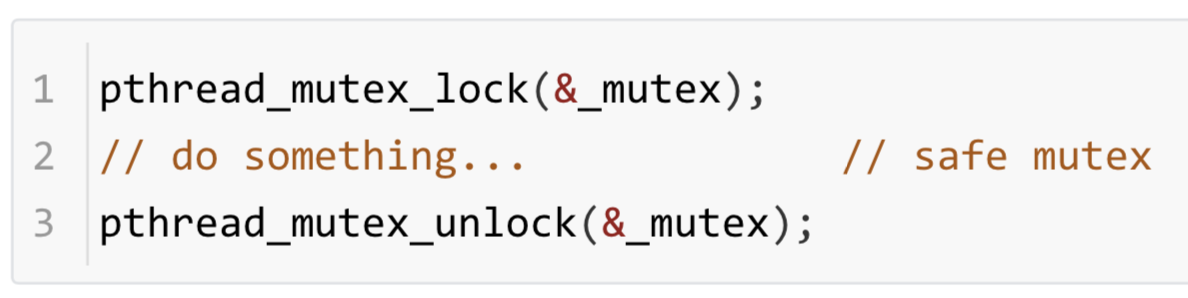 1 pthread_mutex_lock(&_mutex);
2 // do something... // safe mutex
3 pthread_mutex_unlock(&_mutex);